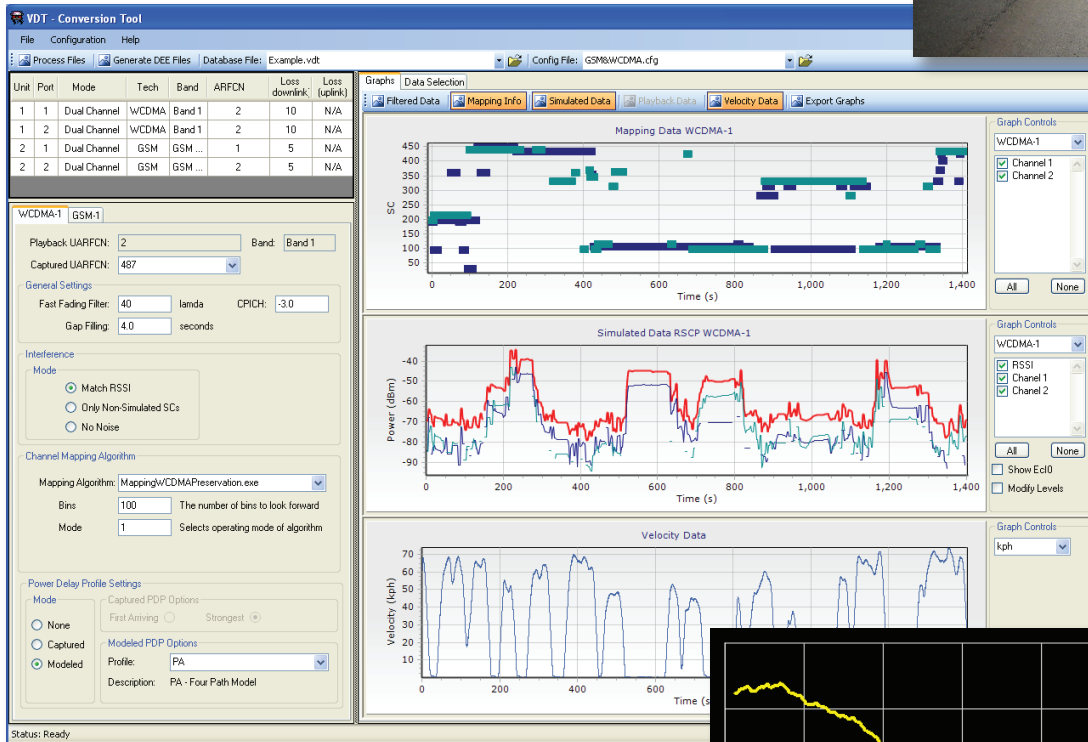 VDT - Conversion Tool
File Configuration Help
Process Files Generate DEE Files Database File: Example.vdt Config File: GSM&WCDMA.cfg
Unit Port Mode Tech Band ARFCN Loss downlink Loss (uplink)
1 1 Dual Channel WCDMA Band 1 2 10 N/A
1 2 Dual Channel WCDMA Band 1 2 10 N/A
2 1 Dual Channel GSM GSM ... 1 5 N/A
2 2 Dual Channel GSM GSM ... 2 5 N/A
WCDMA-1 GSM-1
Playback UARFCN: 2 Band: Band 1
Captured UARFCN: 487
General Settings
Fast Fading Filter: 40 lamda CPICH: -3.0
Gap Filling: 4.0 seconds
Interference
Mode
Match RSSI
Only Non-Simulated SCs
No Noise
Channel Mapping Algorithm
Mapping Algorithm: MappingWCDMAPreservation.exe
Bins 100 The number of bins to look forward
Mode 1 Selects operating mode of algorithm
Power Delay Profile Settings
Mode
None
Captured
Modeled
Captured PDP Options
First Arriving Strongest
Modeled PDP Options
Profile: PA
Description: PA - Four Path Model
Status: Ready
Graphs Data Selection
Filtered Data Mapping Info Simulated Data Playback Data Velocity Data Export Graphs
Mapping Data WCDMA-1
SC
450
400
350
300
250
200
150
100
50
0 200 400 600 800 1,000 1,200 1,400
Time (s)
Graph Controls
WCDMA-1
Channel 1
Channel 2
All None
Simulated Data RSCP WCDMA-1
Power (dBm)
-40
-50
-60
-70
-80
-90
0 200 400 600 800 1,000 1,200 1,400
Time (s)
Graph Controls
WCDMA-1
RSSI
Chanel 1
Chanel 2
All None
Show EcI0
Modify Levels
Velocity Data
Velocity (kph)
70
60
50
40
30
20
10
0 200 400 600
Time (s
Graph Controls
kph